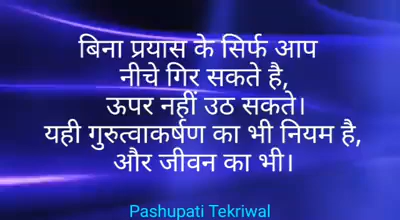 बिना प्रयास के सिर्फ आप
नीचे गिर सकते है,
ऊपर नहीं उठ सकते।
यही गुरुत्वाकर्षण का भी नियम है,
और जीवन का भी।
Pashupati Tekriwal